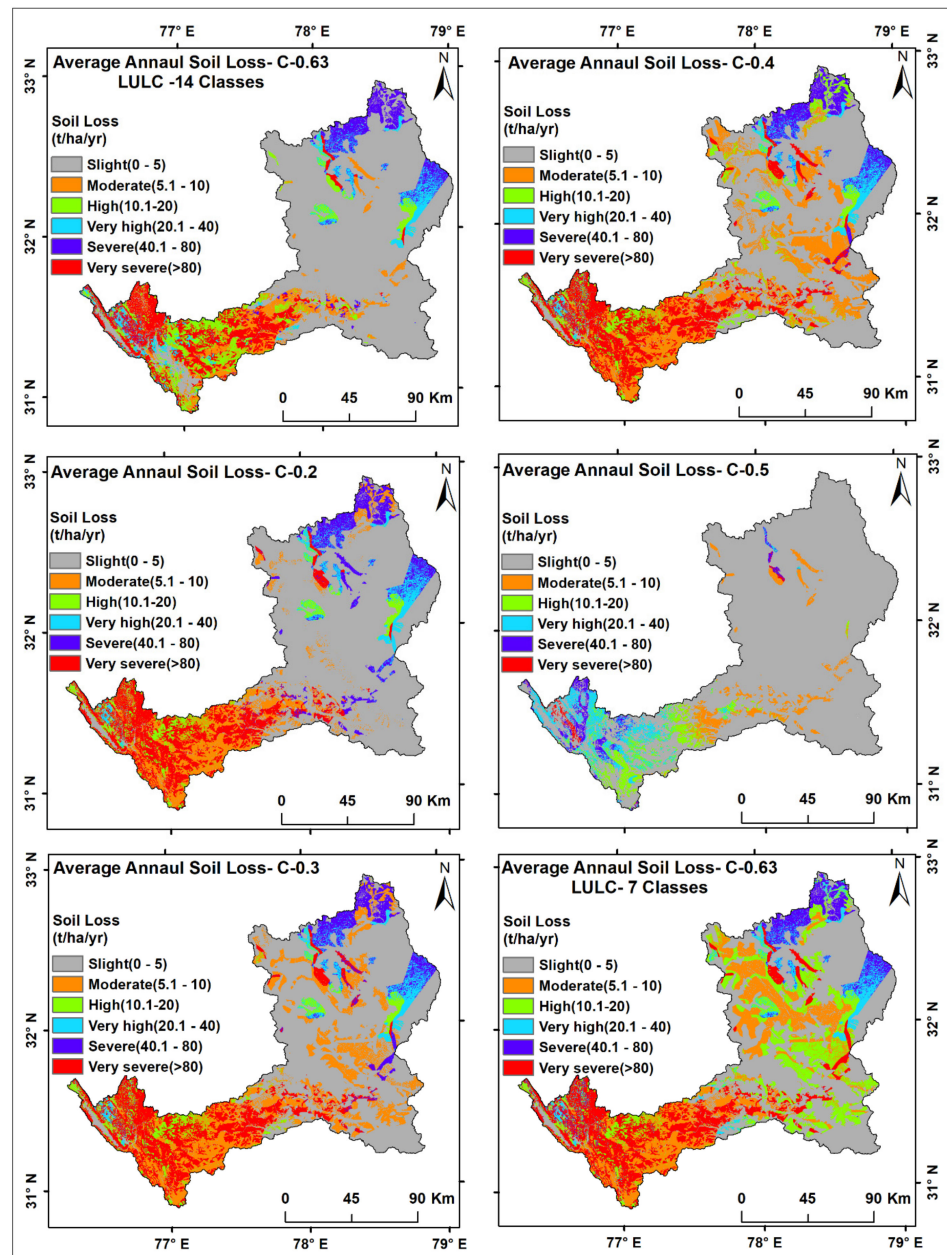 77° E
78° E
77° E
78° E
79° E
33° N
32° N
31° N
Average Annaul Soil Loss- C-0.63
LULC -14 Classes
N
Soil Loss
(t/ha/yr)
Slight(0 - 5)
Moderate(5.1 - 10)
High(10.1-20)
Very high(20.1 - 40)
Severe(40.1 - 80)
Very severe(>80)
0 45 90 Km
Average Annaul Soil Loss- C-0.4
N
Soil Loss
(t/ha/yr)
Slight(0 - 5)
Moderate(5.1 - 10)
High(10.1-20)
Very high(20.1 - 40)
Severe(40.1 - 80)
Very severe(>80)
0 45 90 Km
33° N
32° N
31° N
33° N
32° N
31° N
Average Annaul Soil Loss- C-0.2
N
Soil Loss
(t/ha/yr)
Slight(0 - 5)
Moderate(5.1 - 10)
High(10.1-20)
Very high(20.1 - 40)
Severe(40.1 - 80)
Very severe(>80)
0 45 90 Km
Average Annaul Soil Loss- C-0.5
N
Soil Loss
(t/ha/yr)
Slight(0 - 5)
Moderate(5.1 - 10)
High(10.1-20)
Very high(20.1 - 40)
Severe(40.1 - 80)
Very severe(>80)
0 45 90 Km
33° N
32° N
31° N
33° N
32° N
31° N
Average Annaul Soil Loss- C-0.3
N
Soil Loss
(t/ha/yr)
Slight(0 - 5)
Moderate(5.1 - 10)
High(10.1-20)
Very high(20.1 - 40)
Severe(40.1 - 80)
Very severe(>80)
0 45 90 Km
Average Annaul Soil Loss- C-0.63
LULC- 7 Classes
N
Soil Loss
(t/ha/yr)
Slight(0 - 5)
Moderate(5.1 - 10)
High(10.1-20)
Very high(20.1 - 40)
Severe(40.1 - 80)
Very severe(>80)
0 45 90 Km
33° N
32° N
31° N
77° E
78° E
79° E
77° E
78° E
79° E